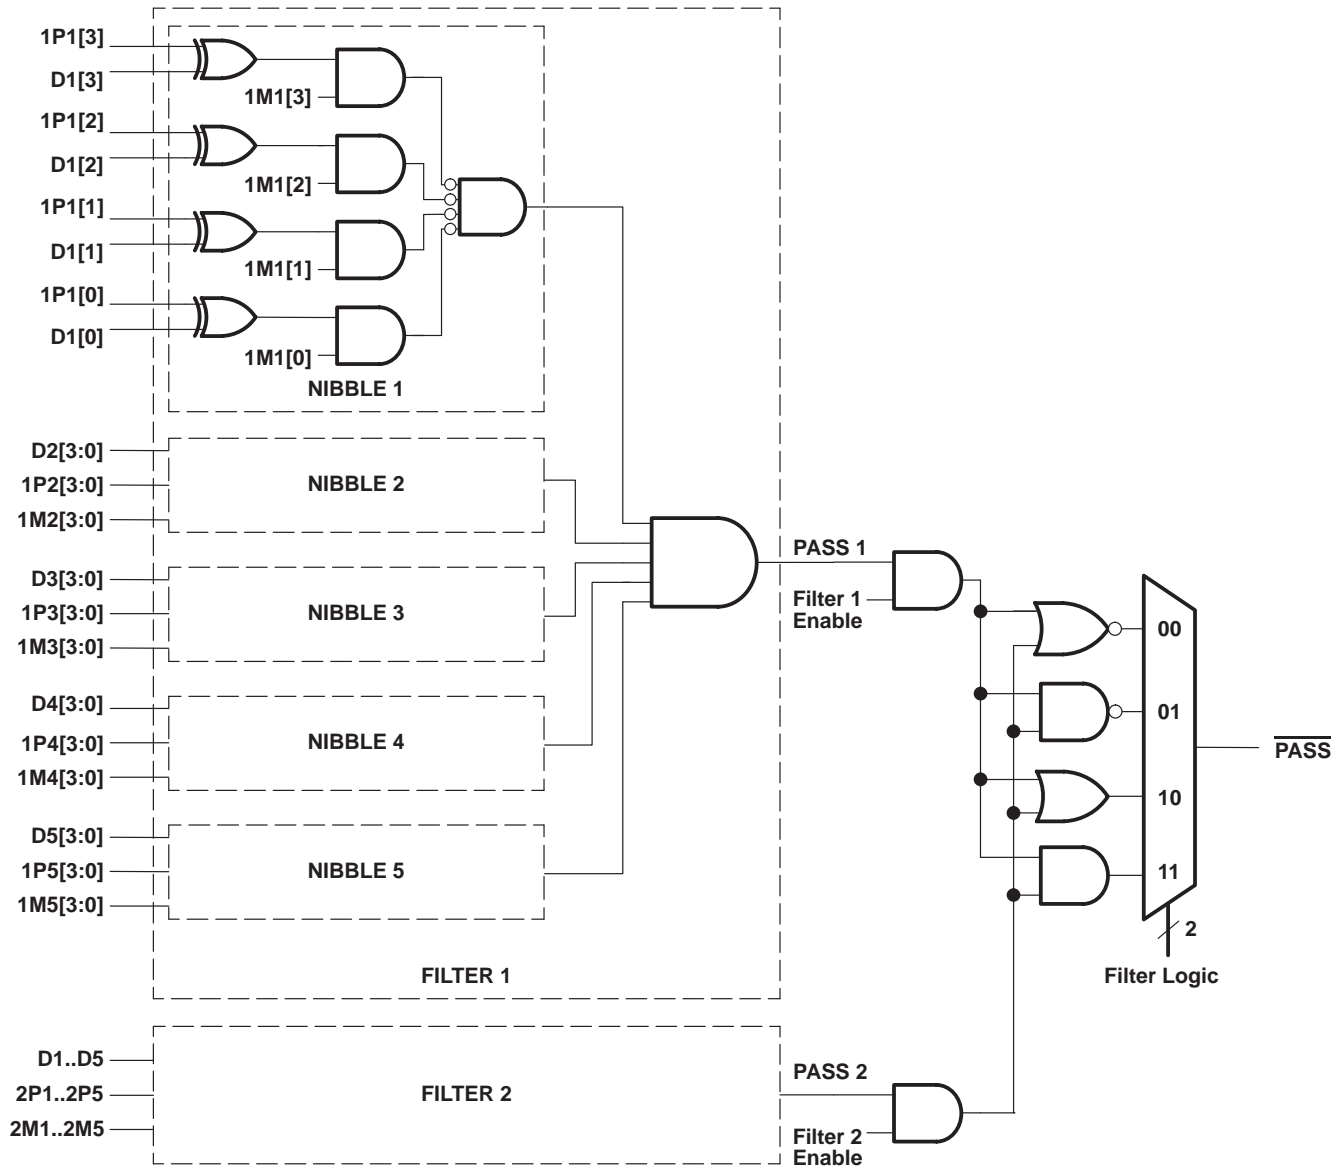 1P1[3]
D1[3]
1M1[3]
1P1[2]
D1[2]
1M1[2]
1P1[1]
D1[1]
1M1[1]
1P1[0]
D1[0]
1M1[0]
NIBBLE 1
D2[3:0]
1P2[3:0]
1M2[3:0]
NIBBLE 2
D3[3:0]
1P3[3:0]
1M3[3:0]
NIBBLE 3
D4[3:0]
1P4[3:0]
1M4[3:0]
NIBBLE 4
D5[3:0]
1P5[3:0]
1M5[3:0]
NIBBLE 5
FILTER 1
PASS 1
Filter 1
Enable
00
01
10
11
PASS
2
Filter Logic
D1..D5
2P1..2P5
2M1..2M5
FILTER 2
PASS 2
Filter 2
Enable